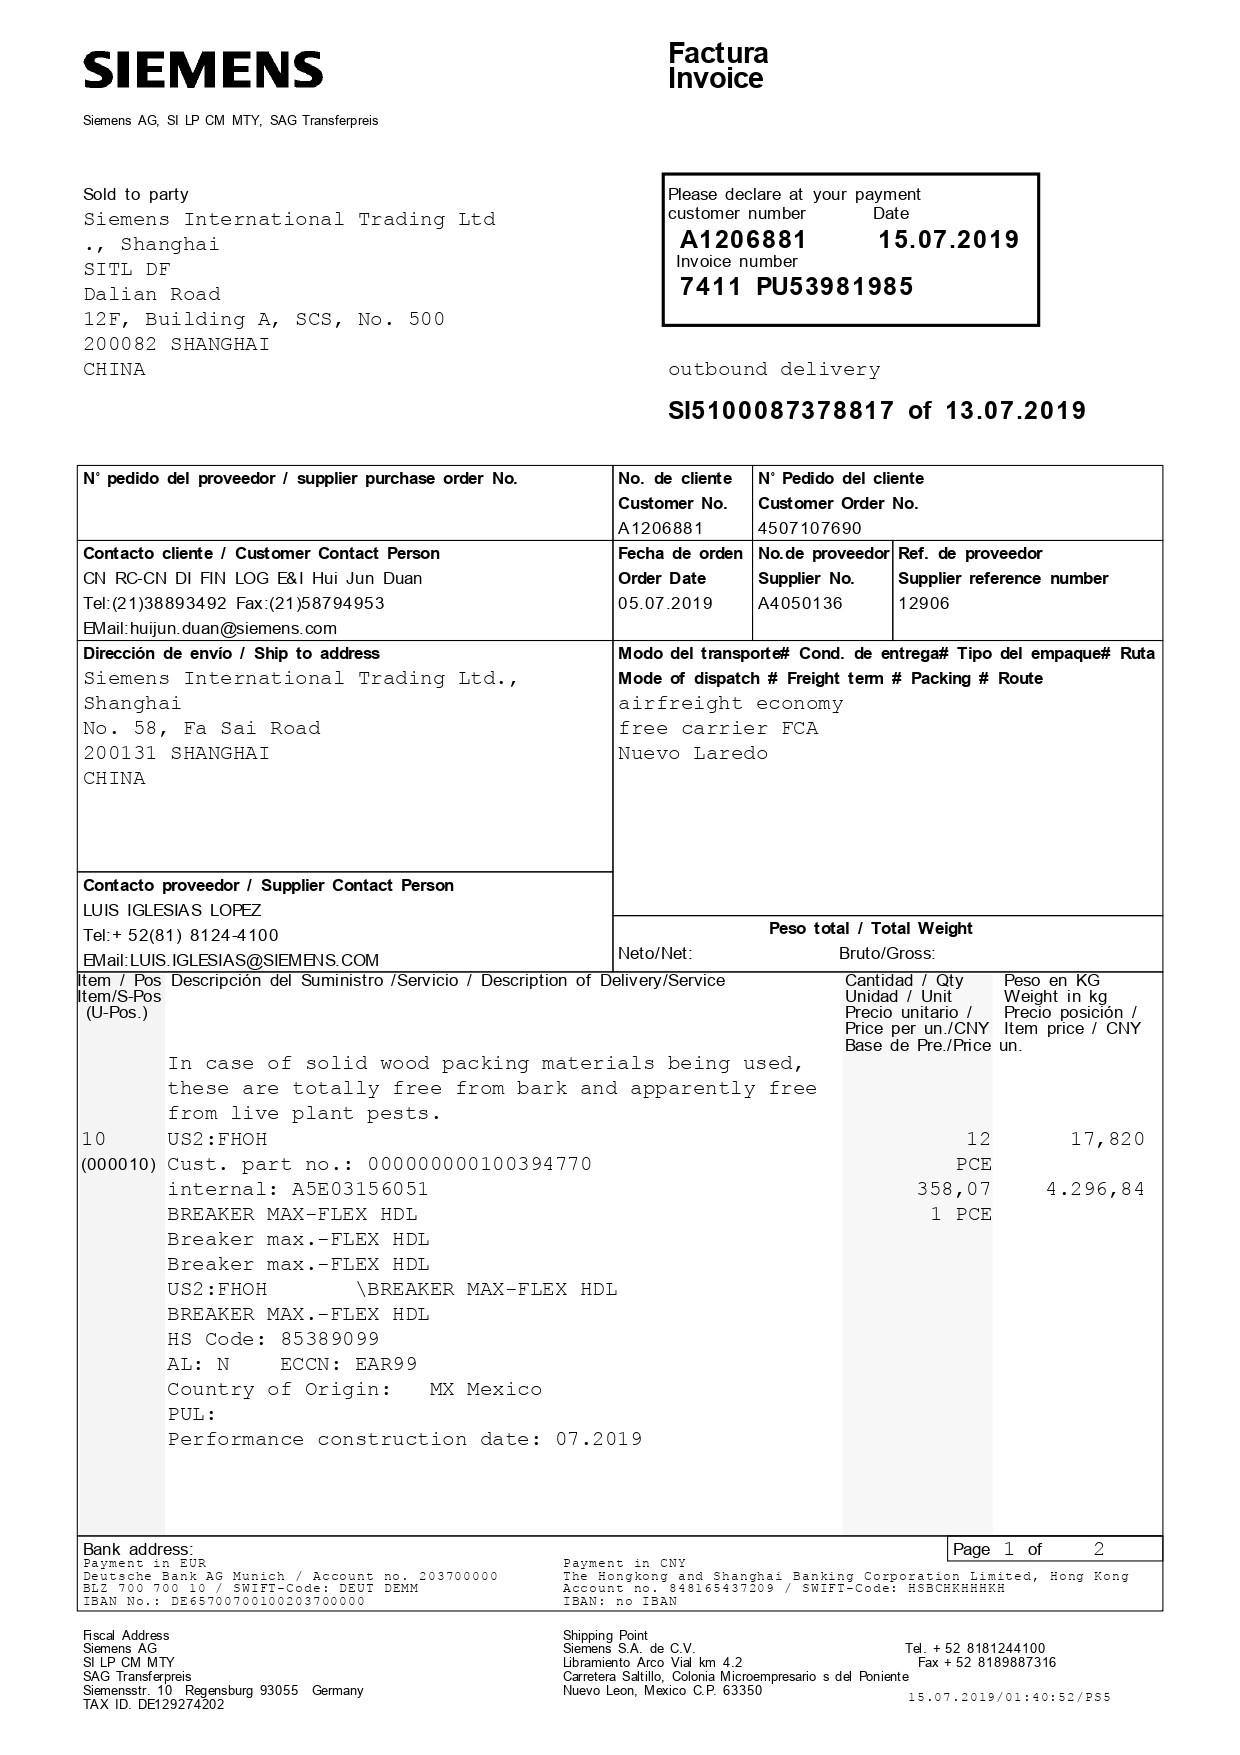 SIEMENS
Factura
Invoice
Siemens AG, SI LP CM MTY, SAG Transferpreis
Sold to party
Siemens International Trading Ltd
., Shanghai
SITL DF
Dalian Road
12F, Building A, SCS, No. 500
200082 SHANGHAI
CHINA
Please declare at your payment
customer number Date
A1206881 15.07.2019
Invoice number
7411 PU53981985
outbound delivery
SI5100087378817 of 13.07.2019
N° pedido del proveedor / supplier purchase order No.
No. de cliente
Customer No.
A1206881
N° Pedido del cliente
Customer Order No.
4507107690
Contacto cliente / Customer Contact Person
CN RC-CN DI FIN LOG E&I Hui Jun Duan
Tel:(21)38893492 Fax:(21)58794953
EMail:huijun.duan@siemens.com
Fecha de orden
Order Date
05.07.2019
No.de proveedor
Supplier No.
A4050136
Ref. de proveedor
Supplier reference number
12906
Dirección de envío / Ship to address
Siemens International Trading Ltd.,
Shanghai
No. 58, Fa Sai Road
200131 SHANGHAI
CHINA
Modo del transporte# Cond. de entrega# Tipo del empaque# Ruta
Mode of dispatch # Freight term # Packing # Route
airfreight economy
free carrier FCA
Nuevo Laredo
Contacto proveedor / Supplier Contact Person
LUIS IGLESIAS LOPEZ
Tel:+ 52(81) 8124-4100
EMail:LUIS.IGLESIAS@SIEMENS.COM
Peso total / Total Weight
Neto/Net: Bruto/Gross:
Item / Pos Descripción del Suministro /Servicio / Description of Delivery/Service Cantidad / Qty Peso en KG
Item/S-Pos Unidad / Unit Weight in kg
(U-Pos.) Precio unitario / Precio posición /
Price per un./CNY Item price / CNY
Base de Pre./Price un.
In case of solid wood packing materials being used,
these are totally free from bark and apparently free
from live plant pests.
10 US2:FHOH 12 17,820
(000010) Cust. part no.: 000000000100394770 PCE
internal: A5E03156051 358,07 4.296,84
BREAKER MAX-FLEX HDL 1 PCE
Breaker max.-FLEX HDL
Breaker max.-FLEX HDL
US2:FHOH \BREAKER MAX-FLEX HDL
BREAKER MAX.-FLEX HDL
HS Code: 85389099
AL: N ECCN: EAR99
Country of Origin: MX Mexico
PUL:
Performance construction date: 07.2019
Bank address:
Page 1 of 2
Payment in EUR
Deutsche Bank AG Munich / Account no. 203700000
BLZ 700 700 10 / SWIFT-Code: DEUT DEMM
IBAN No.: DE65700700100203700000
Payment in CNY
The Hongkong and Shanghai Banking Corporation Limited, Hong Kong
Account no. 848165437209 / SWIFT-Code: HSBCHKHHHKH
IBAN: no IBAN
Fiscal Address
Siemens AG
SI LP CM MTY
SAG Transferpreis
Siemensstr. 10 Regensburg 93055 Germany
TAX ID. DE129274202
Shipping Point
Siemens S.A. de C.V.
Libramiento Arco Vial km 4.2
Carretera Saltillo, Colonia Microempresario s del Poniente
Nuevo Leon, Mexico C.P. 63350
Tel. + 52 8181244100
Fax + 52 8189887316
15.07.2019/01:40:52/PS5